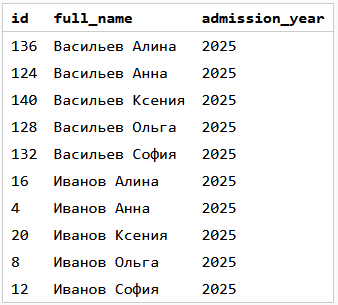 id full_name admission_year
136 Васильев Алина 2025
124 Васильев Анна 2025
140 Васильев Ксения 2025
128 Васильев Ольга 2025
132 Васильев София 2025
16 Иванов Алина 2025
4 Иванов Анна 2025
20 Иванов Ксения 2025
8 Иванов Ольга 2025
12 Иванов София 2025